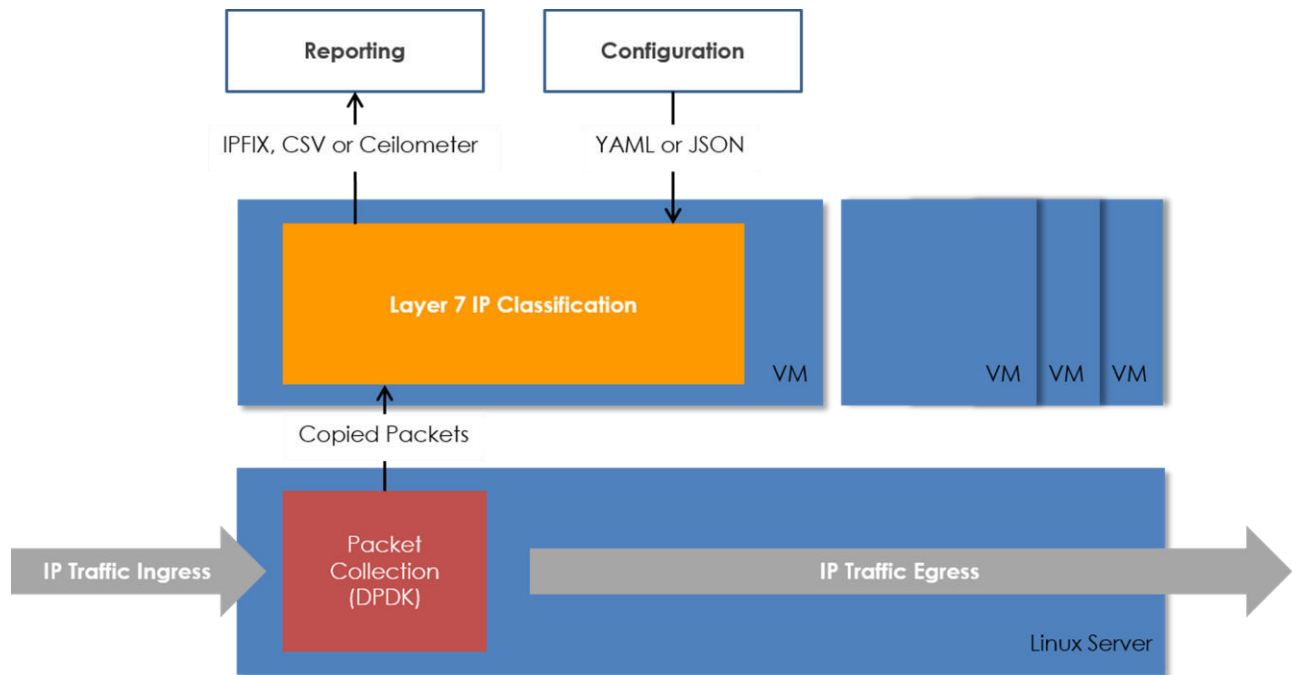 Reporting
Configuration
IPFIX, CSV or Ceilometer
YAML or JSON
Layer 7 IP Classification
VM
VM
VM
VM
Copied Packets
Packet
Collection
(DPDK)
IP Traffic Ingress
IP Traffic Egress
Linux Server